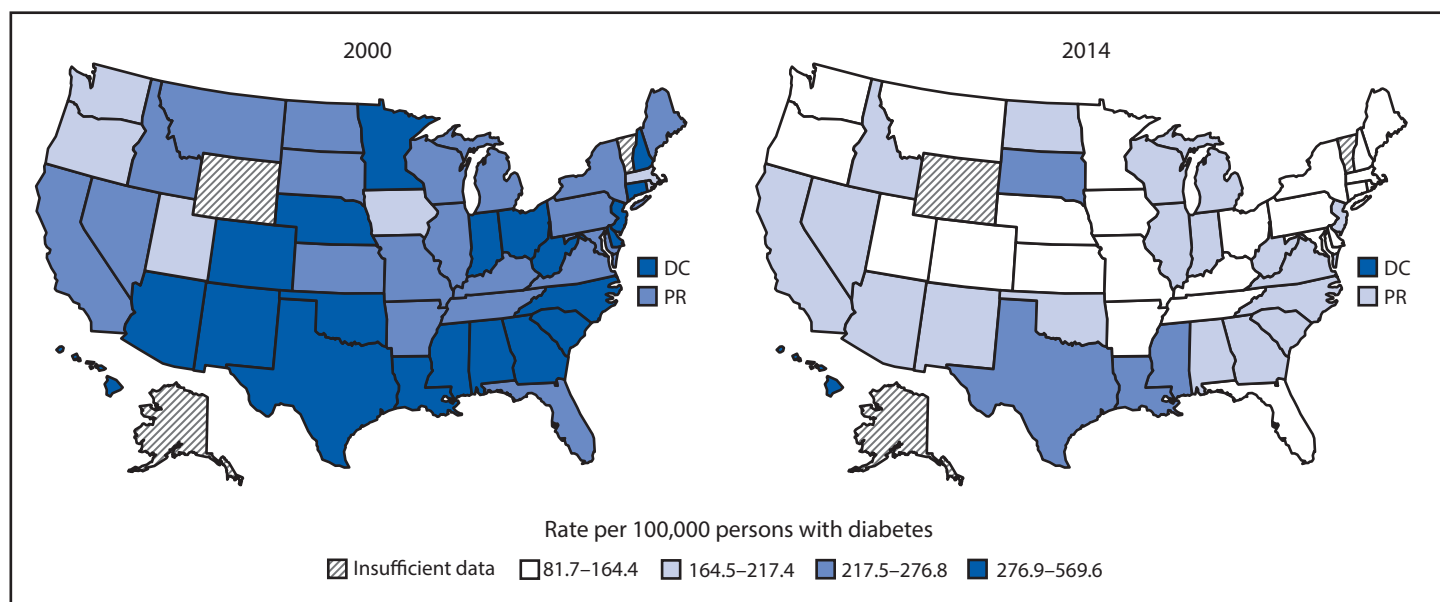 2000
2014
DC
PR
DC
PR
Rate per 100,000 persons with diabetes
Insufficient data 81.7–164.4 164.5–217.4 217.5–276.8 276.9–569.6